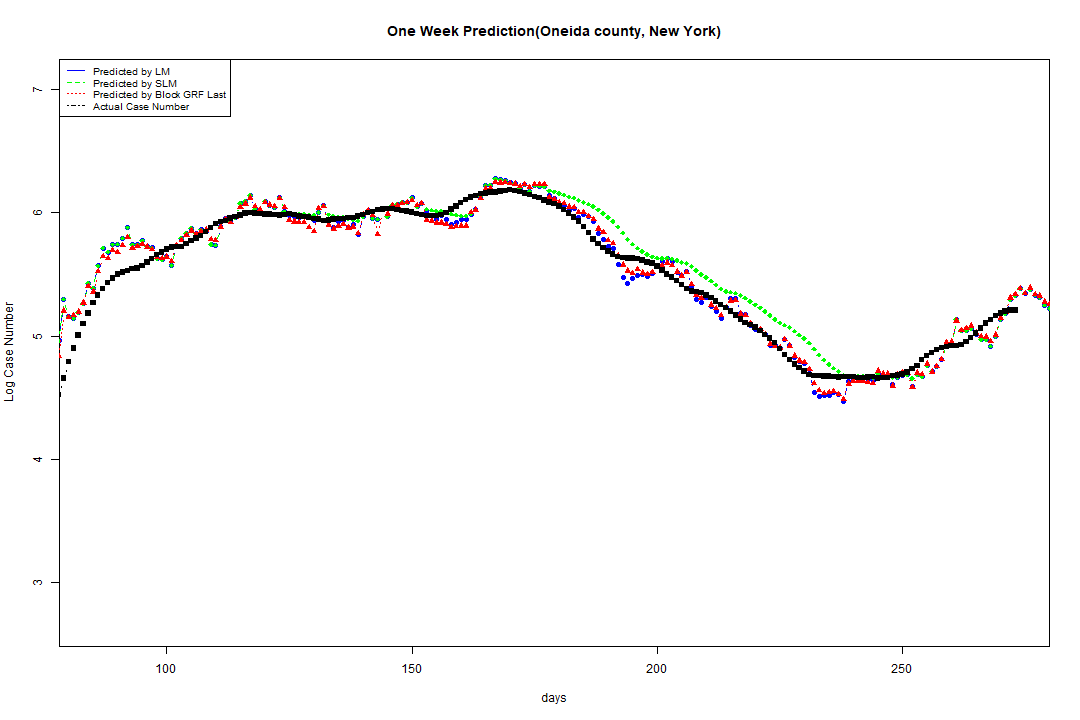 One Week Prediction(Oneida county, New York)
Predicted by LM
Predicted by SLM
Predicted by Block GRF Last
Actual Case Number
7
6
5
4
3
Log Case Number
100 150 200 250
days